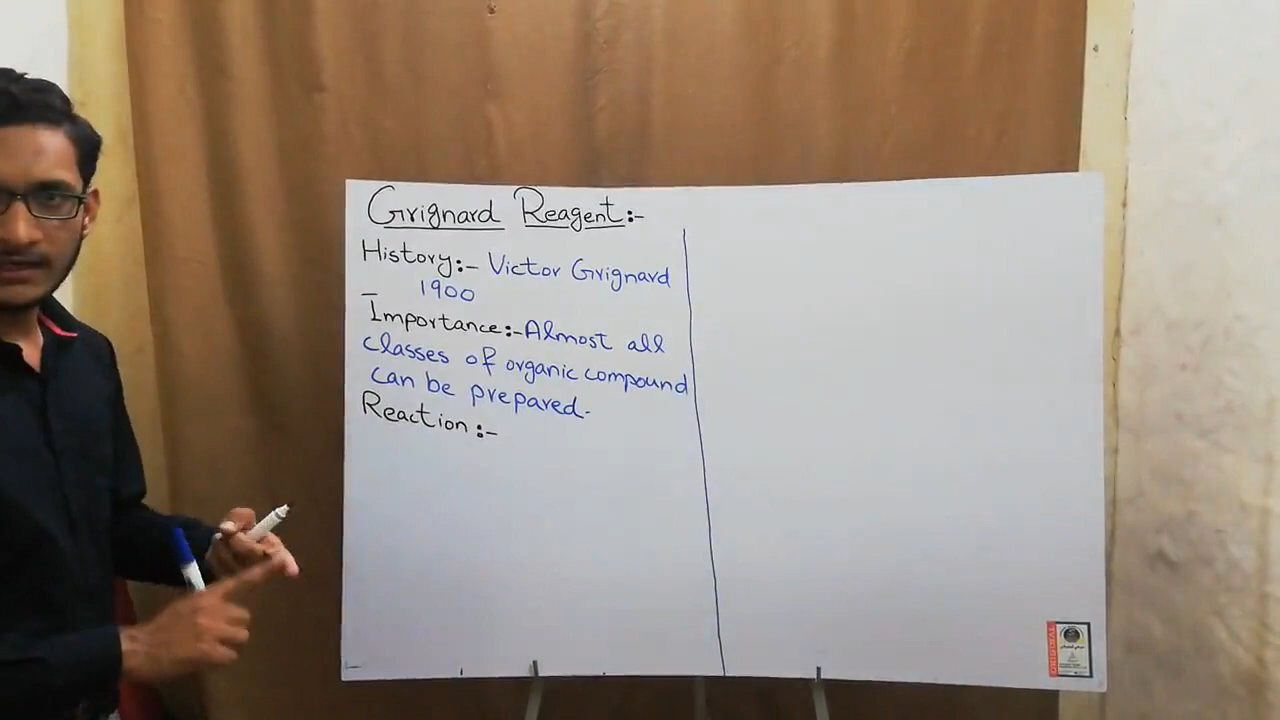 Grignard Reagent:-
History:- Victor Grignard
1900
Importance:- Almost all
classes of organic compound
can be prepared.
Reaction:-